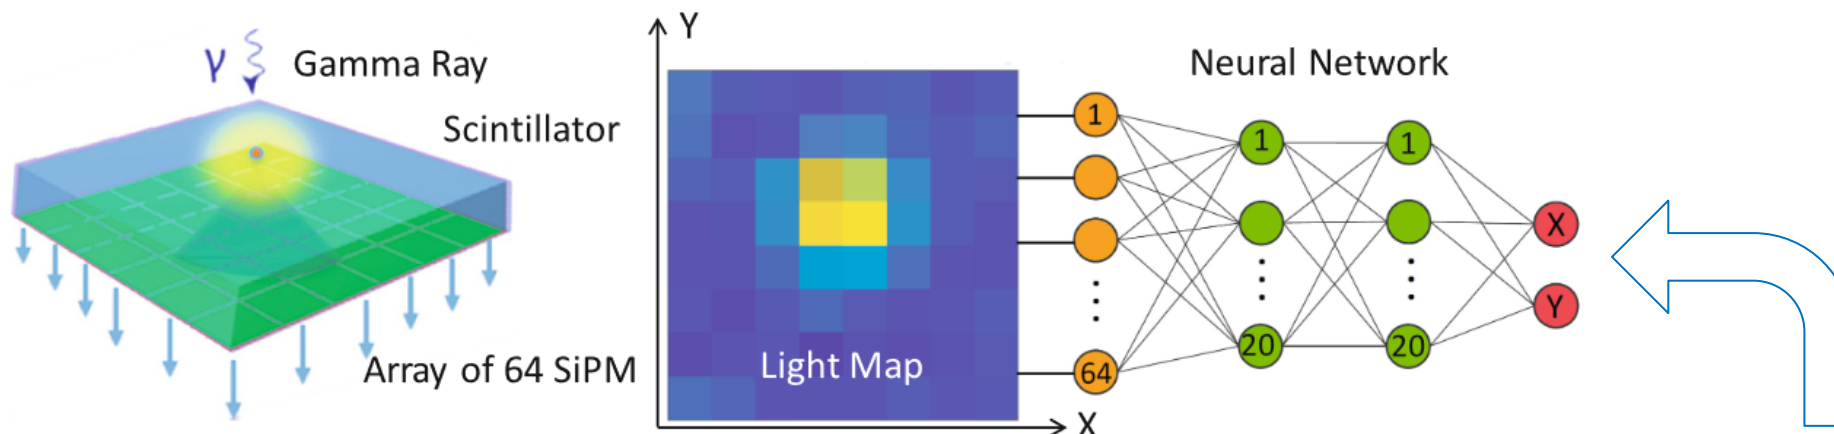 γ Gamma Ray
Scintillator
Array of 64 SiPM
Y
Light Map
X
Neural Network
1
64
1
20
1
20
X
Y